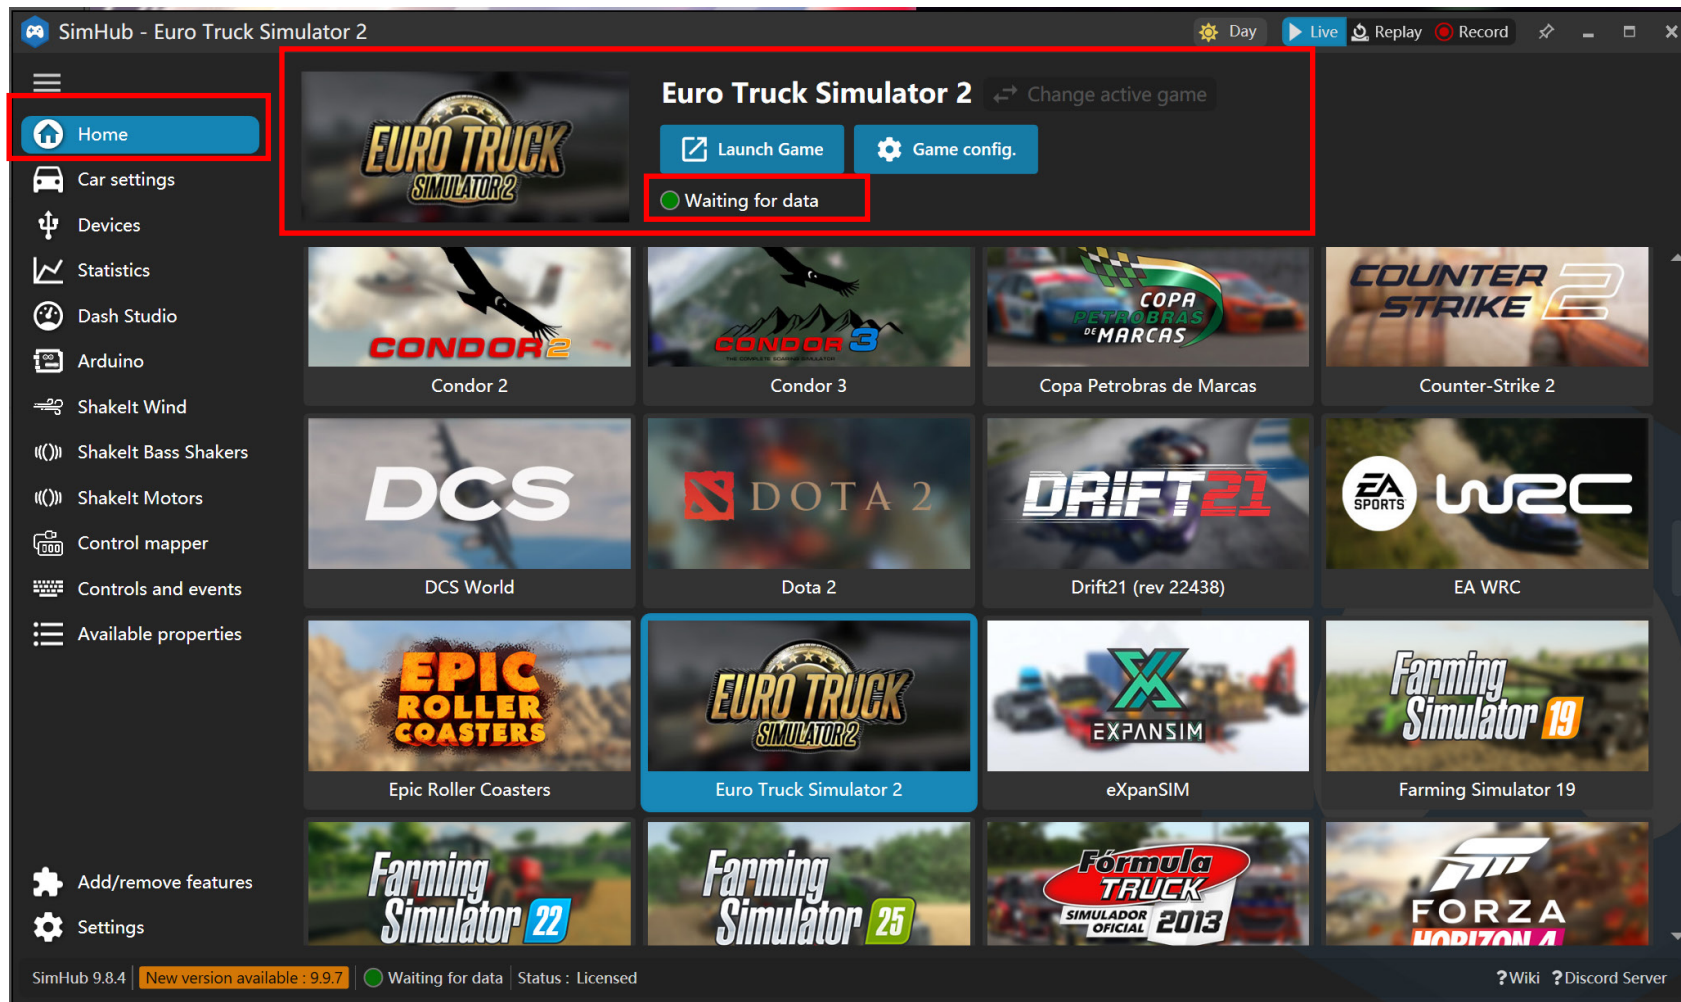 SimHub - Euro Truck Simulator 2
Day
Live
Replay
Record
Home
Car settings
Devices
Statistics
Dash Studio
Arduino
ShakeIt Wind
ShakeIt Bass Shakers
ShakeIt Motors
Control mapper
Controls and events
Available properties
Add/remove features
Settings
EURO TRUCK
SIMULATOR 2
Euro Truck Simulator 2
Change active game
Launch Game
Game config.
Waiting for data
CONDOR 2
Condor 2
CONDOR 3
THE COMPLETE SOARING SIMULATOR
Condor 3
COPA
PETROBRAS
DE MARCAS
Copa Petrobras de Marcas
COUNTER
STRIKE 2
Counter-Strike 2
DCS
DCS World
DOTA 2
Dota 2
DRIFT21
Drift21 (rev 22438)
EA
SPORTS
WRC
EA WRC
EPIC
ROLLER
COASTERS
Epic Roller Coasters
EURO TRUCK
SIMULATOR 2
Euro Truck Simulator 2
EXPANSIM
eXpanSIM
Farming
Simulator 19
Farming Simulator 19
Farming
Simulator 22
Farming
Simulator 25
Fórmula
TRUCK
SIMULADOR
OFICIAL 2013
FORZA
HORIZON 4
SimHub 9.8.4
New version available : 9.9.7
Waiting for data
Status : Licensed
?Wiki
?Discord Server